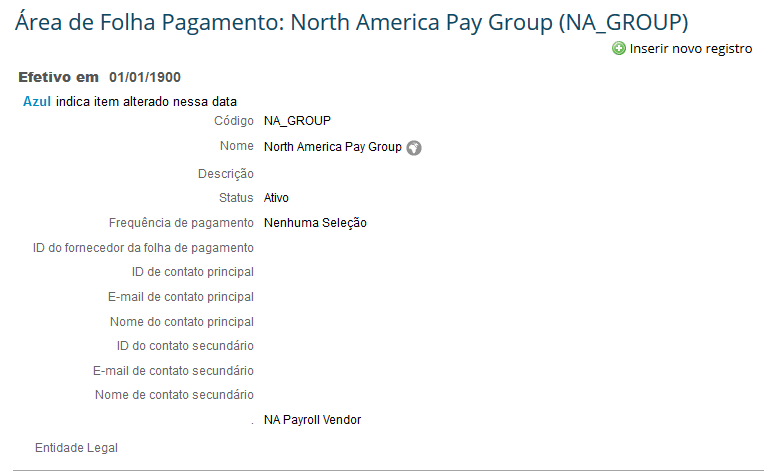 Área de Folha Pagamento: North America Pay Group (NA_GROUP)
Inserir novo registro
Efetivo em 01/01/1900
Azul indica item alterado nessa data
Código NA_GROUP
Nome North America Pay Group
Descrição
Status Ativo
Frequência de pagamento Nenhuma Seleção
ID do fornecedor da folha de pagamento
ID de contato principal
E-mail de contato principal
Nome do contato principal
ID do contato secundário
E-mail de contato secundário
Nome de contato secundário
. NA Payroll Vendor
Entidade Legal